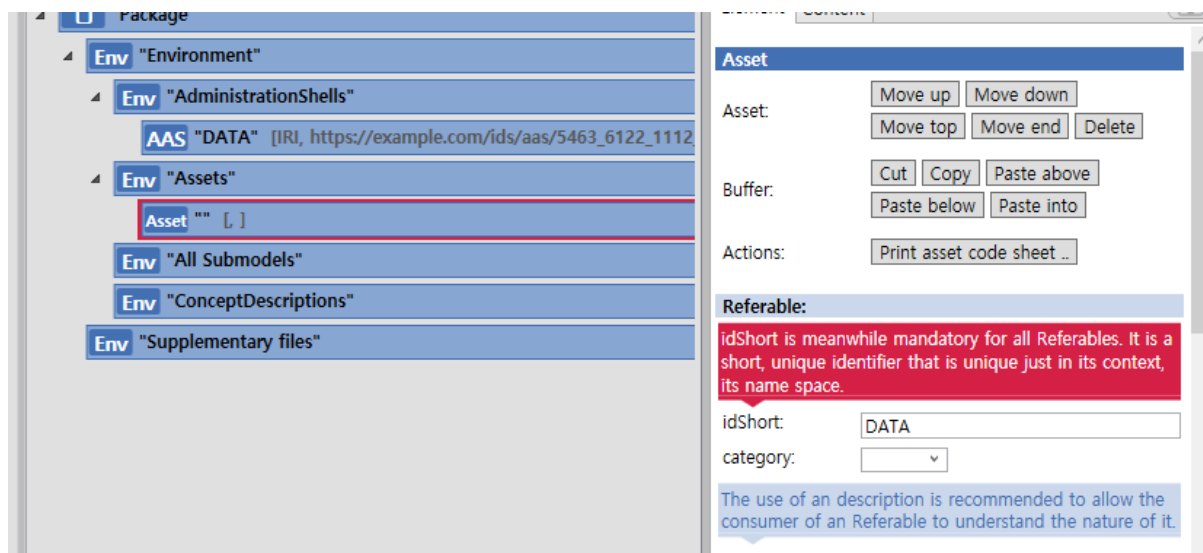 Package
Env "Environment"
Env "AdministrationShells"
AAS "DATA" [IRI, https://example.com/ids/aas/5463_6122_1112_
Env "Assets"
Asset "" [, ]
Env "All Submodels"
Env "ConceptDescriptions"
Env "Supplementary files"
Element Content
Asset
Asset:
Move up Move down
Move top Move end Delete
Buffer:
Cut Copy Paste above
Paste below Paste into
Actions:
Print asset code sheet ..
Referable:
idShort is meanwhile mandatory for all Referables. It is a
short, unique identifier that is unique just in its context,
its name space.
idShort: DATA
category:
The use of an description is recommended to allow the
consumer of an Referable to understand the nature of it.